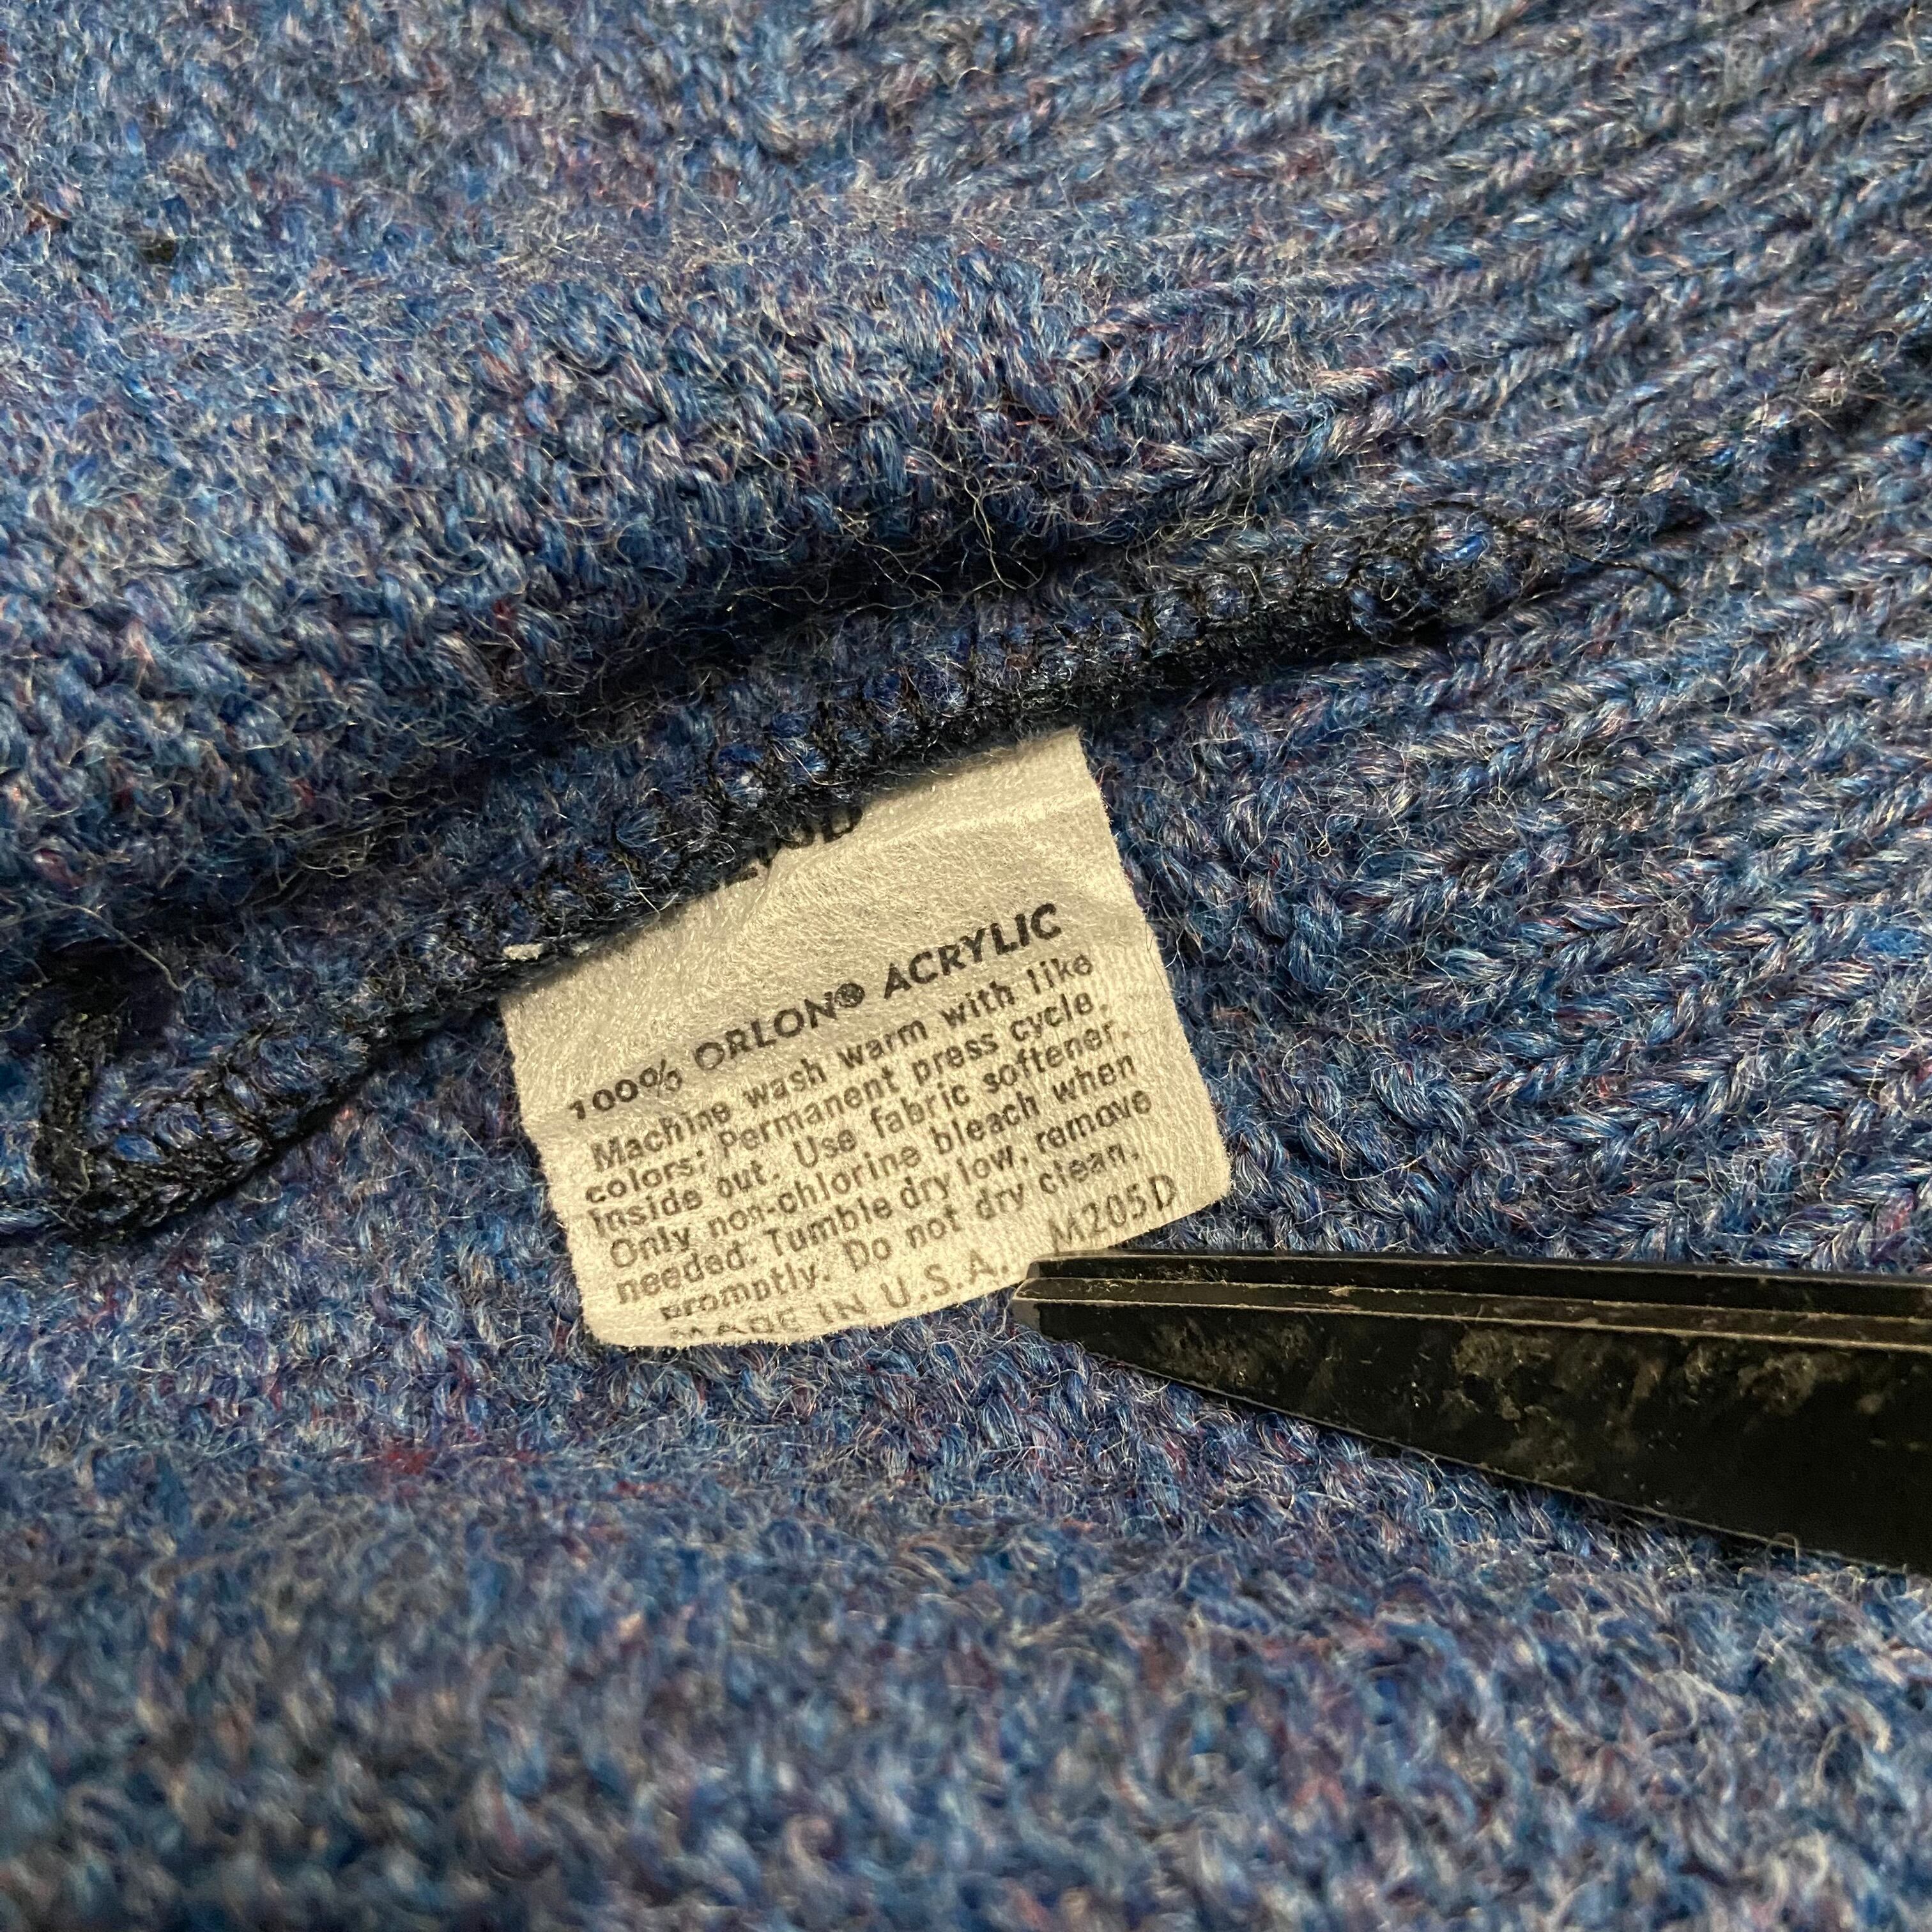 100% ORLON® ACRYLIC
Machine wash warm with like
colors; Permanent press cycle.
Inside out. Use fabric softener.
Only non-chlorine bleach when
needed. Tumble dry low, remove
promptly. Do not dry clean.
MADE IN U.S.A. M205D